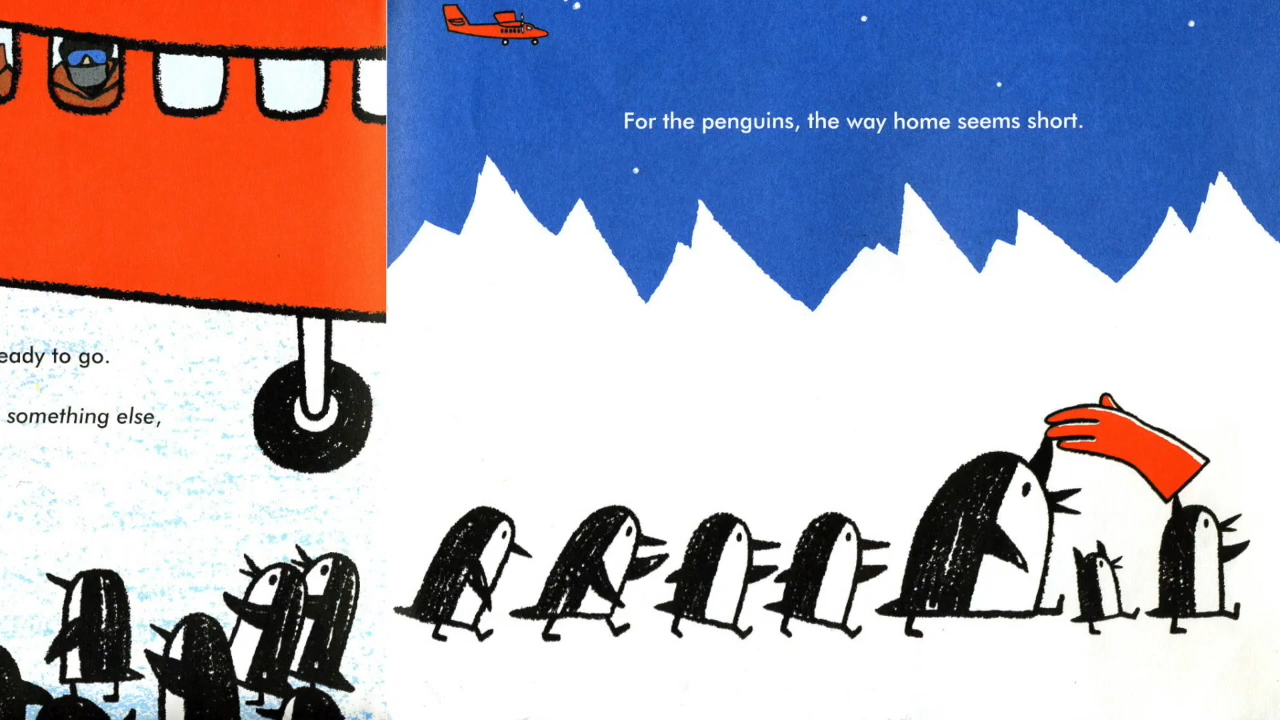 eady to go.
something else,
For the penguins, the way home seems short.